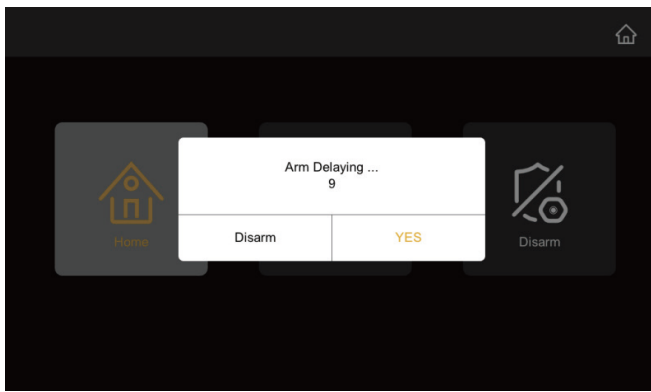 Arm Delaying ...
9
Disarm
YES
Home
Disarm